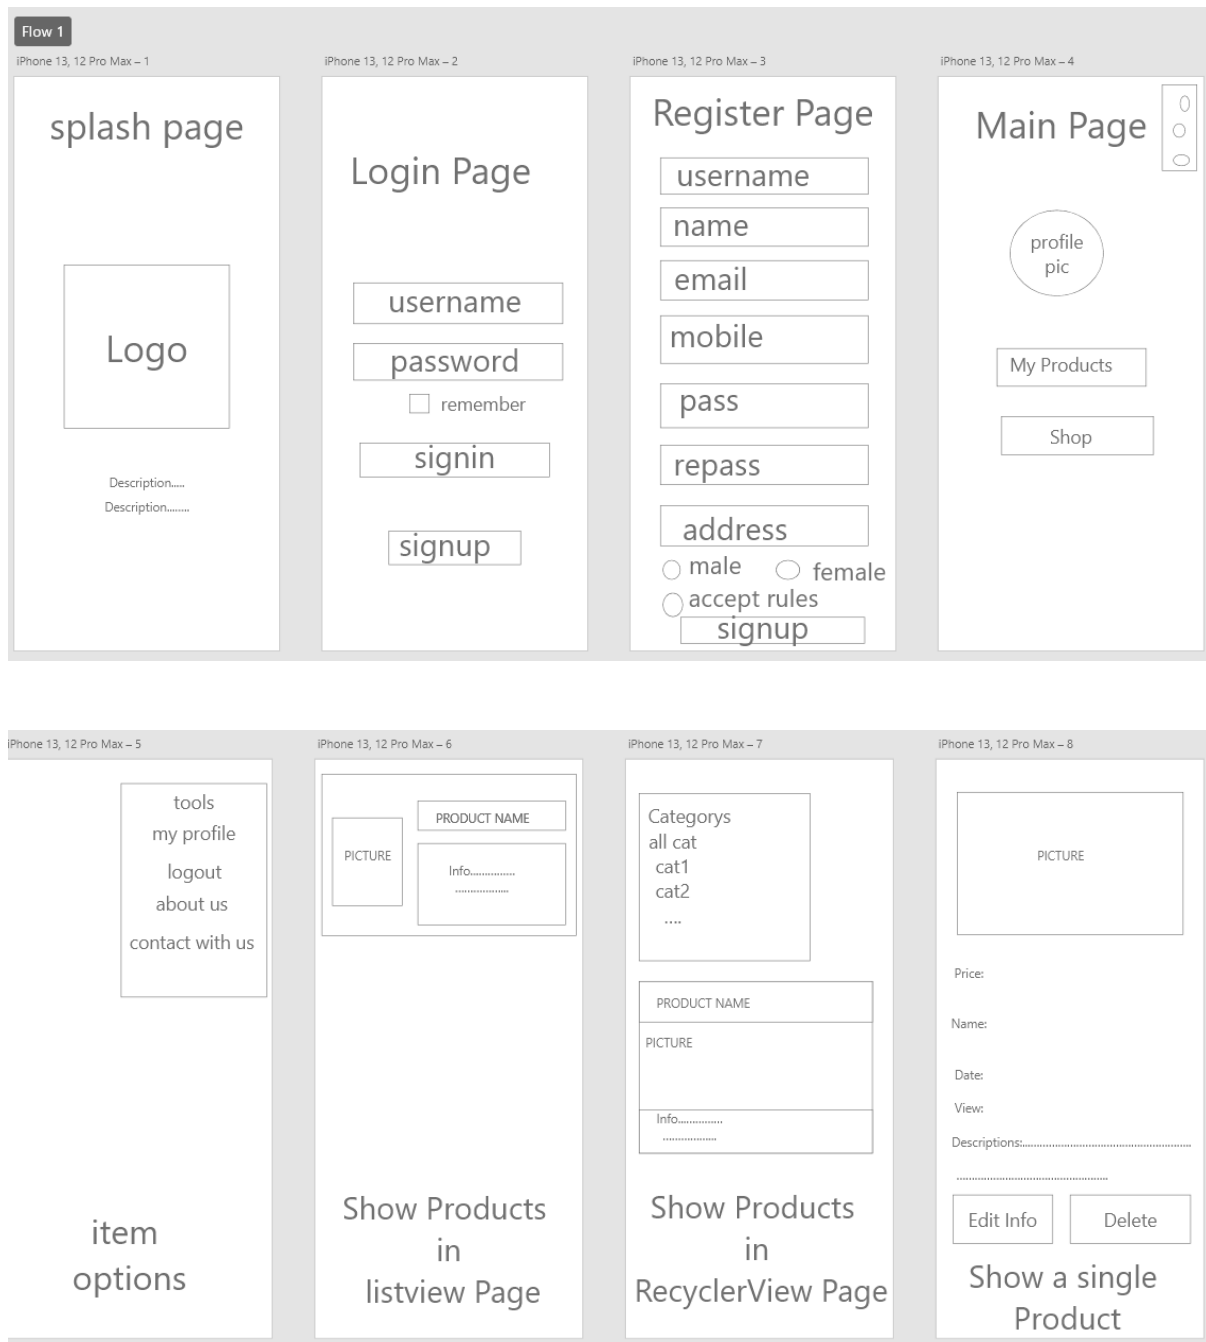 Flow 1
iPhone 13, 12 Pro Max – 1
splash page
Logo
Description.....
Description........
iPhone 13, 12 Pro Max – 2
Login Page
username
password
remember
signin
signup
iPhone 13, 12 Pro Max – 3
Register Page
username
name
email
mobile
pass
repass
address
male
female
accept rules
signup
iPhone 13, 12 Pro Max – 4
Main Page
profile
pic
My Products
Shop
iPhone 13, 12 Pro Max – 5
tools
my profile
logout
about us
contact with us
item
options
iPhone 13, 12 Pro Max – 6
PICTURE
PRODUCT NAME
Info...............
..................
Show Products
in
listview Page
iPhone 13, 12 Pro Max – 7
Categorys
all cat
cat1
cat2
....
PRODUCT NAME
PICTURE
Info...............
..................
Show Products
in
RecyclerView Page
iPhone 13, 12 Pro Max – 8
PICTURE
Price:
Name:
Date:
View:
Descriptions:.........................................................
...................................................
Edit Info
Delete
Show a single
Product